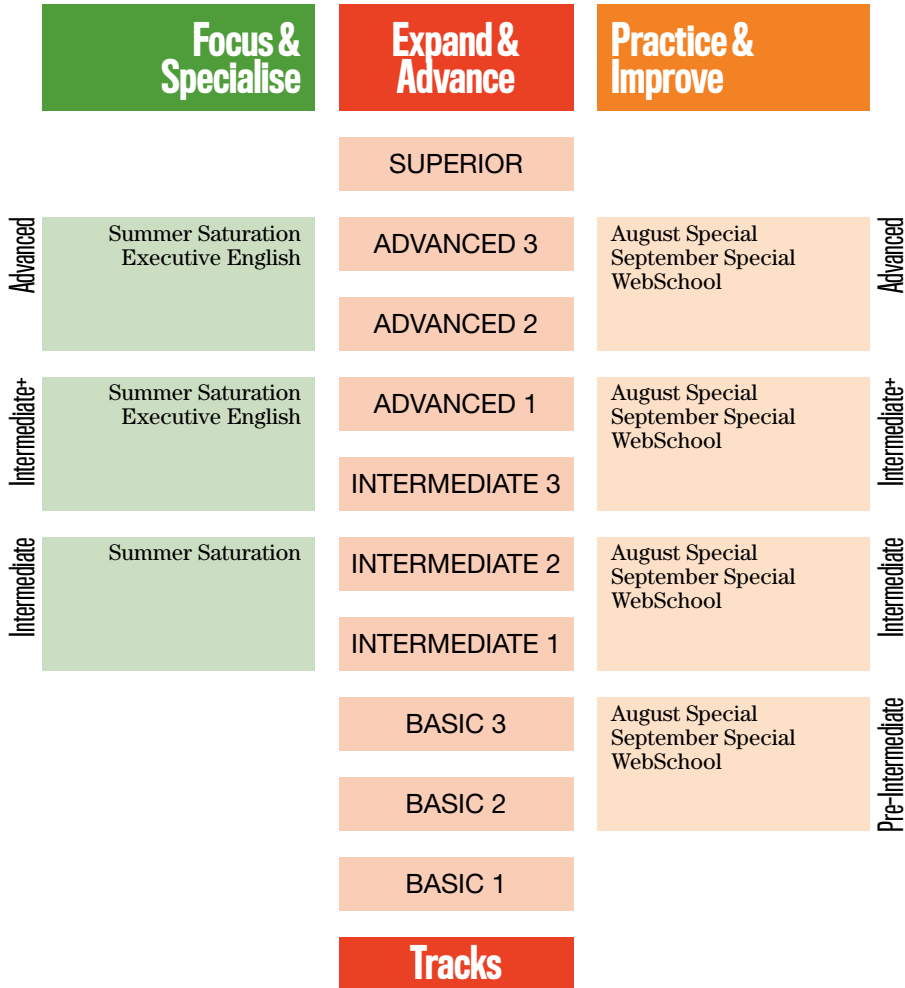 Focus &
Specialise
Expand &
Advance
Practice &
Improve
SUPERIOR
Advanced
Summer Saturation
Executive English
ADVANCED 3
ADVANCED 2
August Special
September Special
WebSchool
Advanced
Intermediate+
Summer Saturation
Executive English
ADVANCED 1
INTERMEDIATE 3
August Special
September Special
WebSchool
Intermediate+
Intermediate
Summer Saturation
INTERMEDIATE 2
INTERMEDIATE 1
August Special
September Special
WebSchool
Intermediate
BASIC 3
BASIC 2
August Special
September Special
WebSchool
Pre-Intermediate
BASIC 1
Tracks